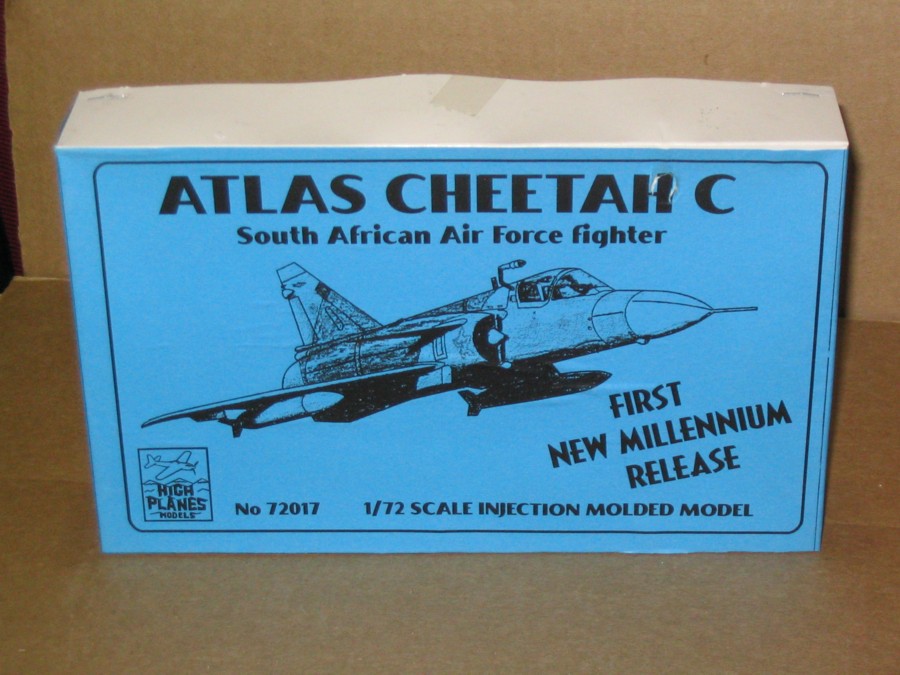 ATLAS CHEETAH C
South African Air Force fighter
FIRST
NEW MILLENNIUM
RELEASE
HIGH
PLANES
MODELS
No 72017
1/72 SCALE INJECTION MOLDED MODEL